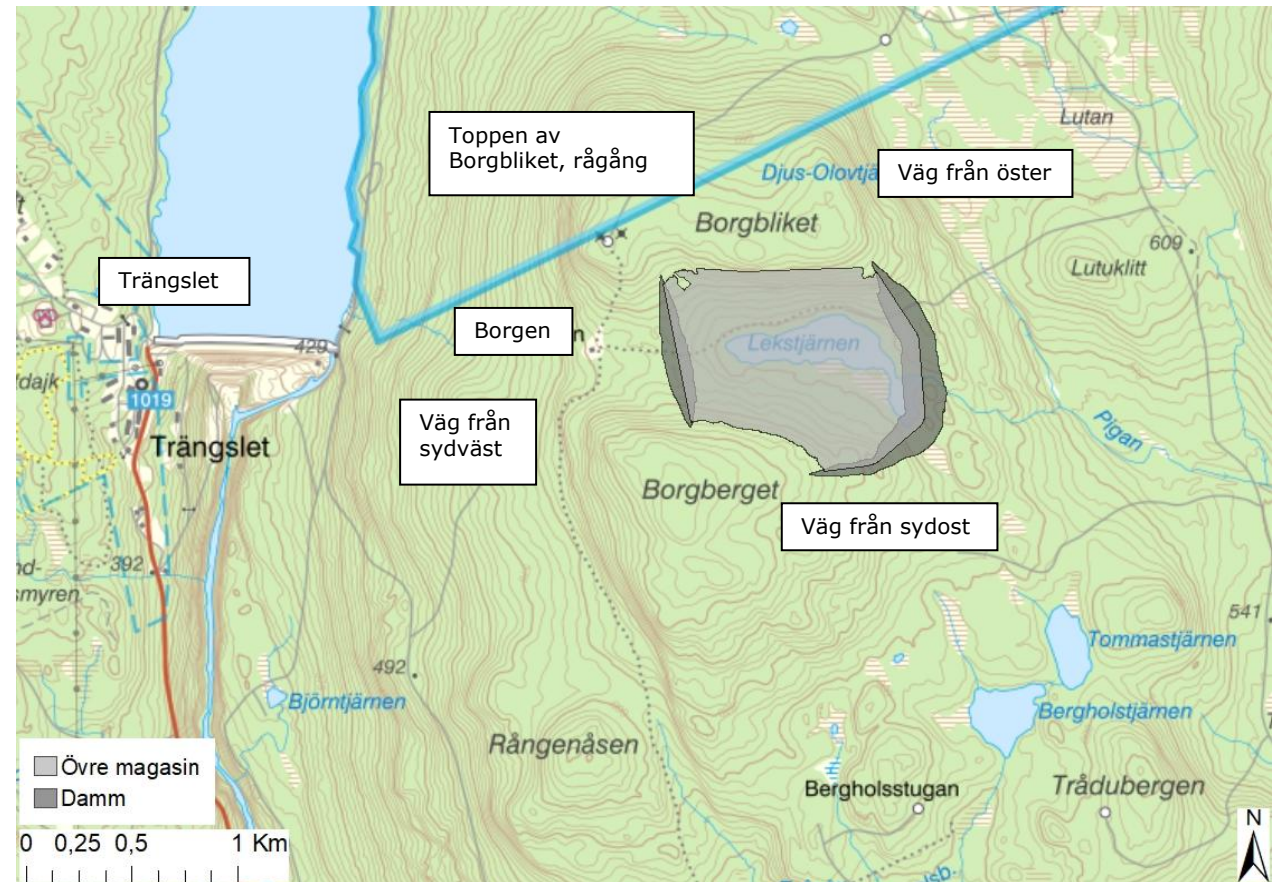 Toppen av
Borgbliket, rågång
Lutan
Djus-Olovtjä
Väg från öster
Borgbliket
609
Lutuklitt
Trängslet
Borgen
n
429
Lekstjärnen
1019
Trängslet
Väg från
sydväst
Pigan
Borgberget
Väg från sydost
392
myren
541
Tommastjärnen
492
Björntjärnen
Bergholstjärnen
Rångenåsen
Övre magasin
Damm
Bergholsstugan
Trådubergen
0 0,25 0,5 1 Km
N